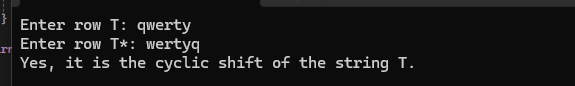 }
Enter row T: qwerty
Enter row T*: wertyq
Yes, it is the cyclic shift of the string T.